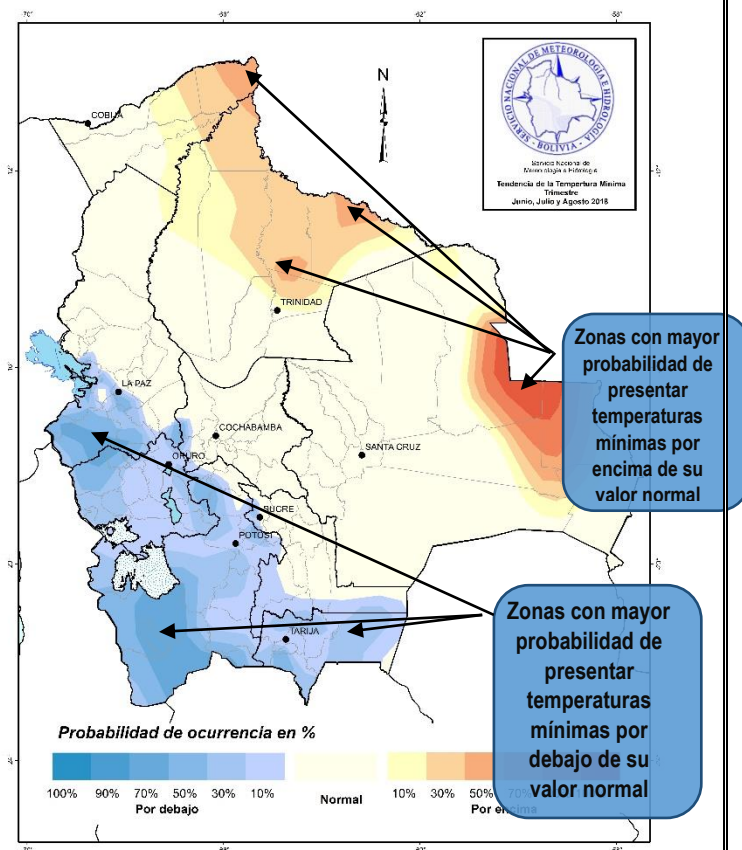 -70°
N
SERVICIO NACIONAL DE METEOROLOGÍA E HIDROLOGÍA
- BOLIVIA -
Servicio Nacional de
Meteorología e Hidrología
Tendencia de la Tempertura Mínima
Trimestre
Junio, Julio y Agosto 2018
COBIJA
TRINIDAD
LA PAZ
COCHABAMBA
ORURO
SANTA CRUZ
SUCRE
POTOSI
TARIJA
Zonas con mayor
probabilidad de
presentar
temperaturas
mínimas por
encima de su
valor normal
Zonas con mayor
probabilidad de
presentar
temperaturas
mínimas por
debajo de su
valor normal
Probabilidad de ocurrencia en %
100% 90% 70% 50% 30% 10% Normal 10% 30% 50% 70%
Por debajo Por encima